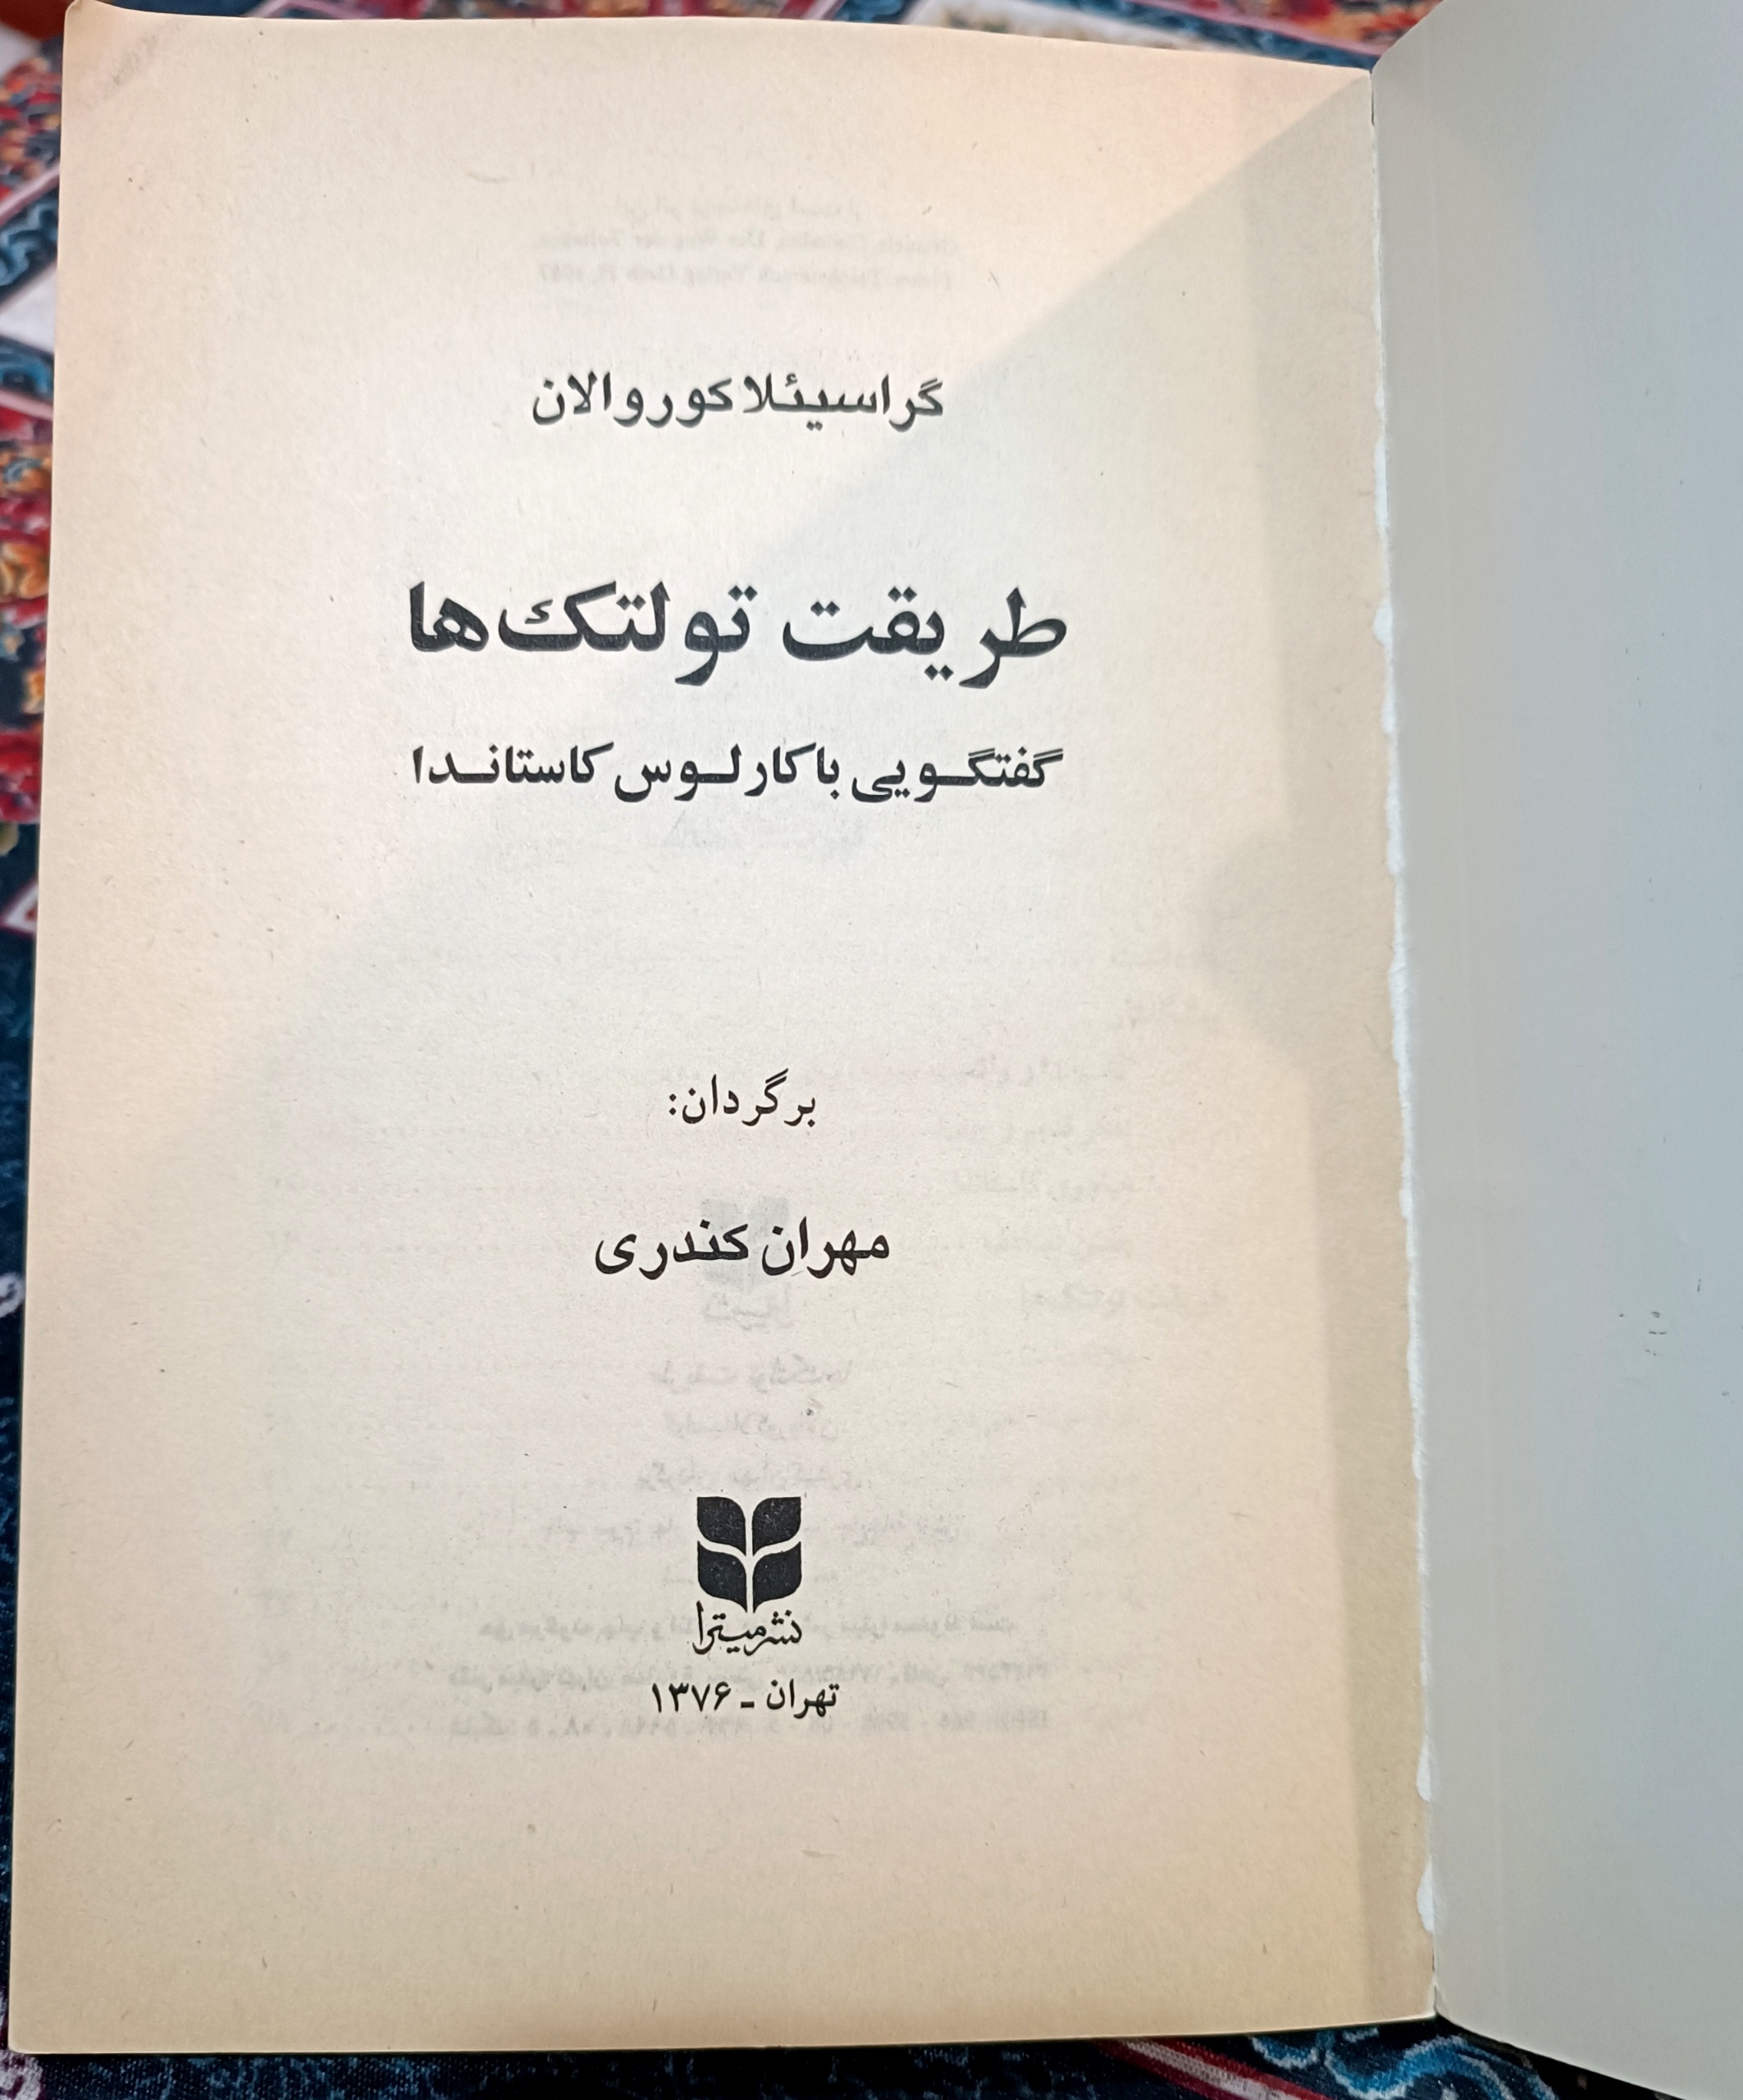 گراسیئلا کوروالان
طریقت تولتک‌ها
گفتگویی با کارلوس کاستاندا
برگردان:
مهران کندری
نشر میترا
تهران ـ ۱۳۷۶